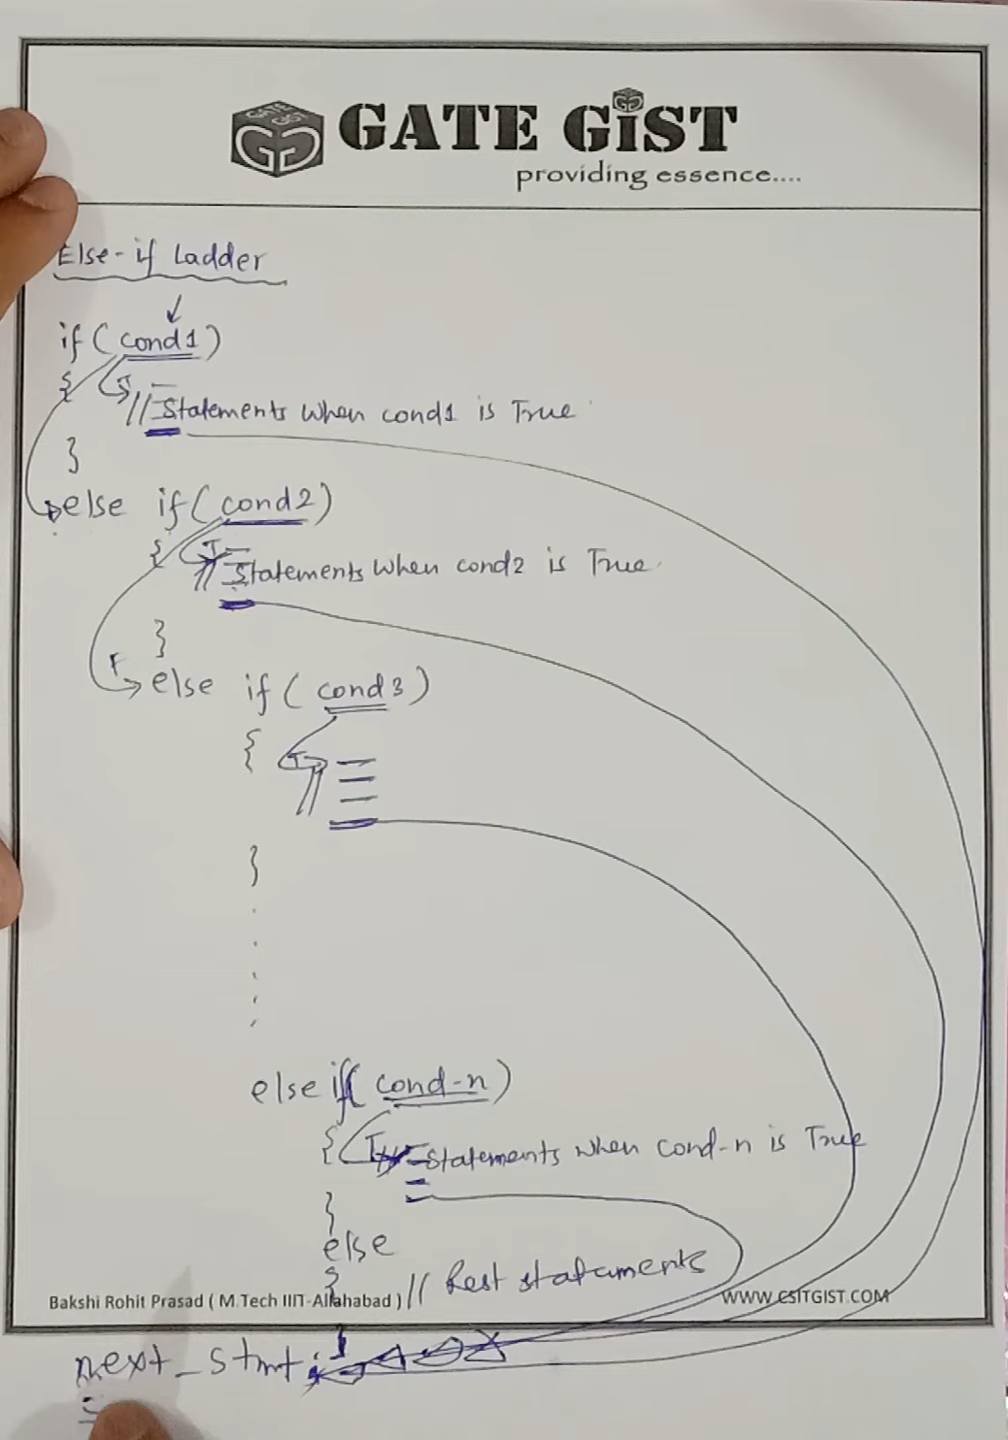 GATE GIST
providing essence....
Else-if Ladder
if (cond1)
{ T
// Statements When cond1 is True
}
else if (cond2)
{ T
// Statements When cond2 is True
}
F
else if (cond3)
{ T
//
}
.
.
.
.
.
else if (cond-n)
{ T
// Statements when cond-n is True
}
else
{ // Rest stataments
Bakshi Rohit Prasad ( M.Tech IIIT-Allahabad )
WWW.CSITGIST.COM
}
next_stmt;